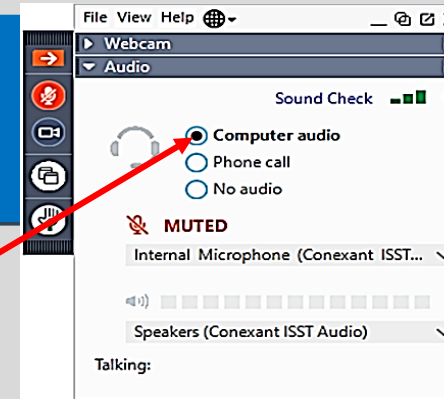 File View Help
Webcam
Audio
Sound Check
Computer audio
Phone call
No audio
MUTED
Internal Microphone (Conexant ISST...
Speakers (Conexant ISST Audio)
Talking: